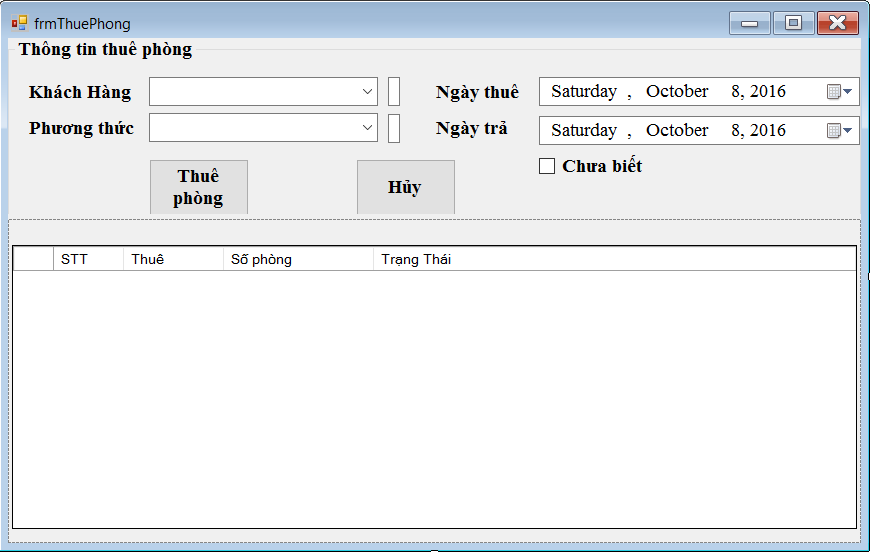 frmThuePhong
Thông tin thuê phòng
Khách Hàng
Ngày thuê
Saturday , October 8, 2016
Phương thức
Ngày trả
Saturday , October 8, 2016
Chưa biết
Thuê
phòng
Hủy
STT Thuê Số phòng Trạng Thái